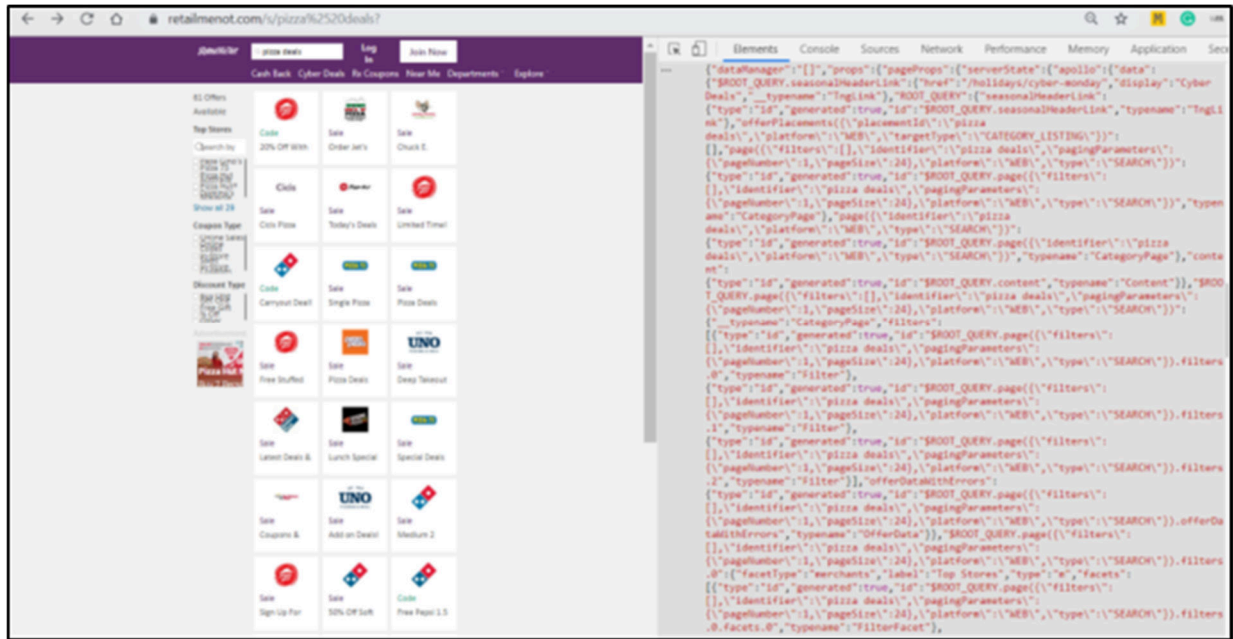 retailmenot.com/s/pizza%2520deals?
pizza deals
Log In
Join Now
Cash Back Cyber Deals Rx Coupons Near Me Departments Explore
61 Offers
Available
Top Stores
Search by
Show all 28
Coupon Type
Discount Type
Code
20% Off With
Sale
Order Jet's
Sale
Chuck E.
Cicis
Sale
Cicis Pizza
Sale
Today's Deals
Sale
Limited Time!
Code
Carryout Deal!
Sale
Single Pizza
Sale
Pizza Deals
Sale
Free Stuffed
Sale
Pizza Deals
UNO
Sale
Deep Takeout
Sale
Latest Deals &
Sale
Lunch Special
Sale
Special Deals
Sale
Coupons &
UNO
Sale
Add on Deals!
Sale
Medium 2
Sale
Sign Up For
Sale
50% Off Soft
Code
Free Pepsi 1.5
Elements Console Sources Network Performance Memory Application
{"dataManager":"[]","props":{"pageProps":{"serverState":{"apollo":{"data":
{"$ROOT_QUERY.seasonalHeaderLink":{"href":"/holidays/cyber-monday","display":"Cyber
Deals","__typename":"TngLink"},"ROOT_QUERY":{"seasonalHeaderLink":
{"type":"id","generated":true,"id":"$ROOT_QUERY.seasonalHeaderLink","typename":"TngLi
nk"},"offerPlacements({\"placementId\":\"pizza
deals\",\"platform\":\"WEB\",\"targetType\":\"CATEGORY_LISTING\"})":
[],"page({\"filters\":[],\"identifier\":\"pizza deals\",\"pagingParameters\":
{\"pageNumber\":1,\"pageSize\":24},\"platform\":\"WEB\",\"type\":\"SEARCH\"})":
{"type":"id","generated":true,"id":"$ROOT_QUERY.page({\"filters\":
[],\"identifier\":\"pizza deals\",\"pagingParameters\":
{\"pageNumber\":1,\"pageSize\":24},\"platform\":\"WEB\",\"type\":\"SEARCH\"})","typen
ame":"CategoryPage"},"page({\"identifier\":\"pizza
deals\",\"platform\":\"WEB\",\"type\":\"SEARCH\"})":
{"type":"id","generated":true,"id":"$ROOT_QUERY.page({\"identifier\":\"pizza
deals\",\"platform\":\"WEB\",\"type\":\"SEARCH\"})","typename":"CategoryPage"},"conte
nt":
{"type":"id","generated":true,"id":"$ROOT_QUERY.content","typename":"Content"}},"$ROO
T_QUERY.page({\"filters\":[],\"identifier\":\"pizza deals\",\"pagingParameters\":
{\"pageNumber\":1,\"pageSize\":24},\"platform\":\"WEB\",\"type\":\"SEARCH\"})":
{"__typename":"CategoryPage","filters":
[{"type":"id","generated":true,"id":"$ROOT_QUERY.page({\"filters\":
[],\"identifier\":\"pizza deals\",\"pagingParameters\":
{\"pageNumber\":1,\"pageSize\":24},\"platform\":\"WEB\",\"type\":\"SEARCH\"}).filters
.0","typename":"Filter"},
{"type":"id","generated":true,"id":"$ROOT_QUERY.page({\"filters\":
[],\"identifier\":\"pizza deals\",\"pagingParameters\":
{\"pageNumber\":1,\"pageSize\":24},\"platform\":\"WEB\",\"type\":\"SEARCH\"}).filters
.1","typename":"Filter"},
{"type":"id","generated":true,"id":"$ROOT_QUERY.page({\"filters\":
[],\"identifier\":\"pizza deals\",\"pagingParameters\":
{\"pageNumber\":1,\"pageSize\":24},\"platform\":\"WEB\",\"type\":\"SEARCH\"}).filters
.2","typename":"Filter"}],"offerDataWithErrors":
{"type":"id","generated":true,"id":"$ROOT_QUERY.page({\"filters\":
[],\"identifier\":\"pizza deals\",\"pagingParameters\":
{\"pageNumber\":1,\"pageSize\":24},\"platform\":\"WEB\",\"type\":\"SEARCH\"}).offerDa
taWithErrors","typename":"OfferData"}},"$ROOT_QUERY.page({\"filters\":
[],\"identifier\":\"pizza deals\",\"pagingParameters\":
{\"pageNumber\":1,\"pageSize\":24},\"platform\":\"WEB\",\"type\":\"SEARCH\"}).filters
.0":{"facetType":"merchants","label":"Top Stores","type":"m","facets":
[{"type":"id","generated":true,"id":"$ROOT_QUERY.page({\"filters\":
[],\"identifier\":\"pizza deals\",\"pagingParameters\":
{\"pageNumber\":1,\"pageSize\":24},\"platform\":\"WEB\",\"type\":\"SEARCH\"}).filters
.0.facets.0","typename":"FilterFacet"},